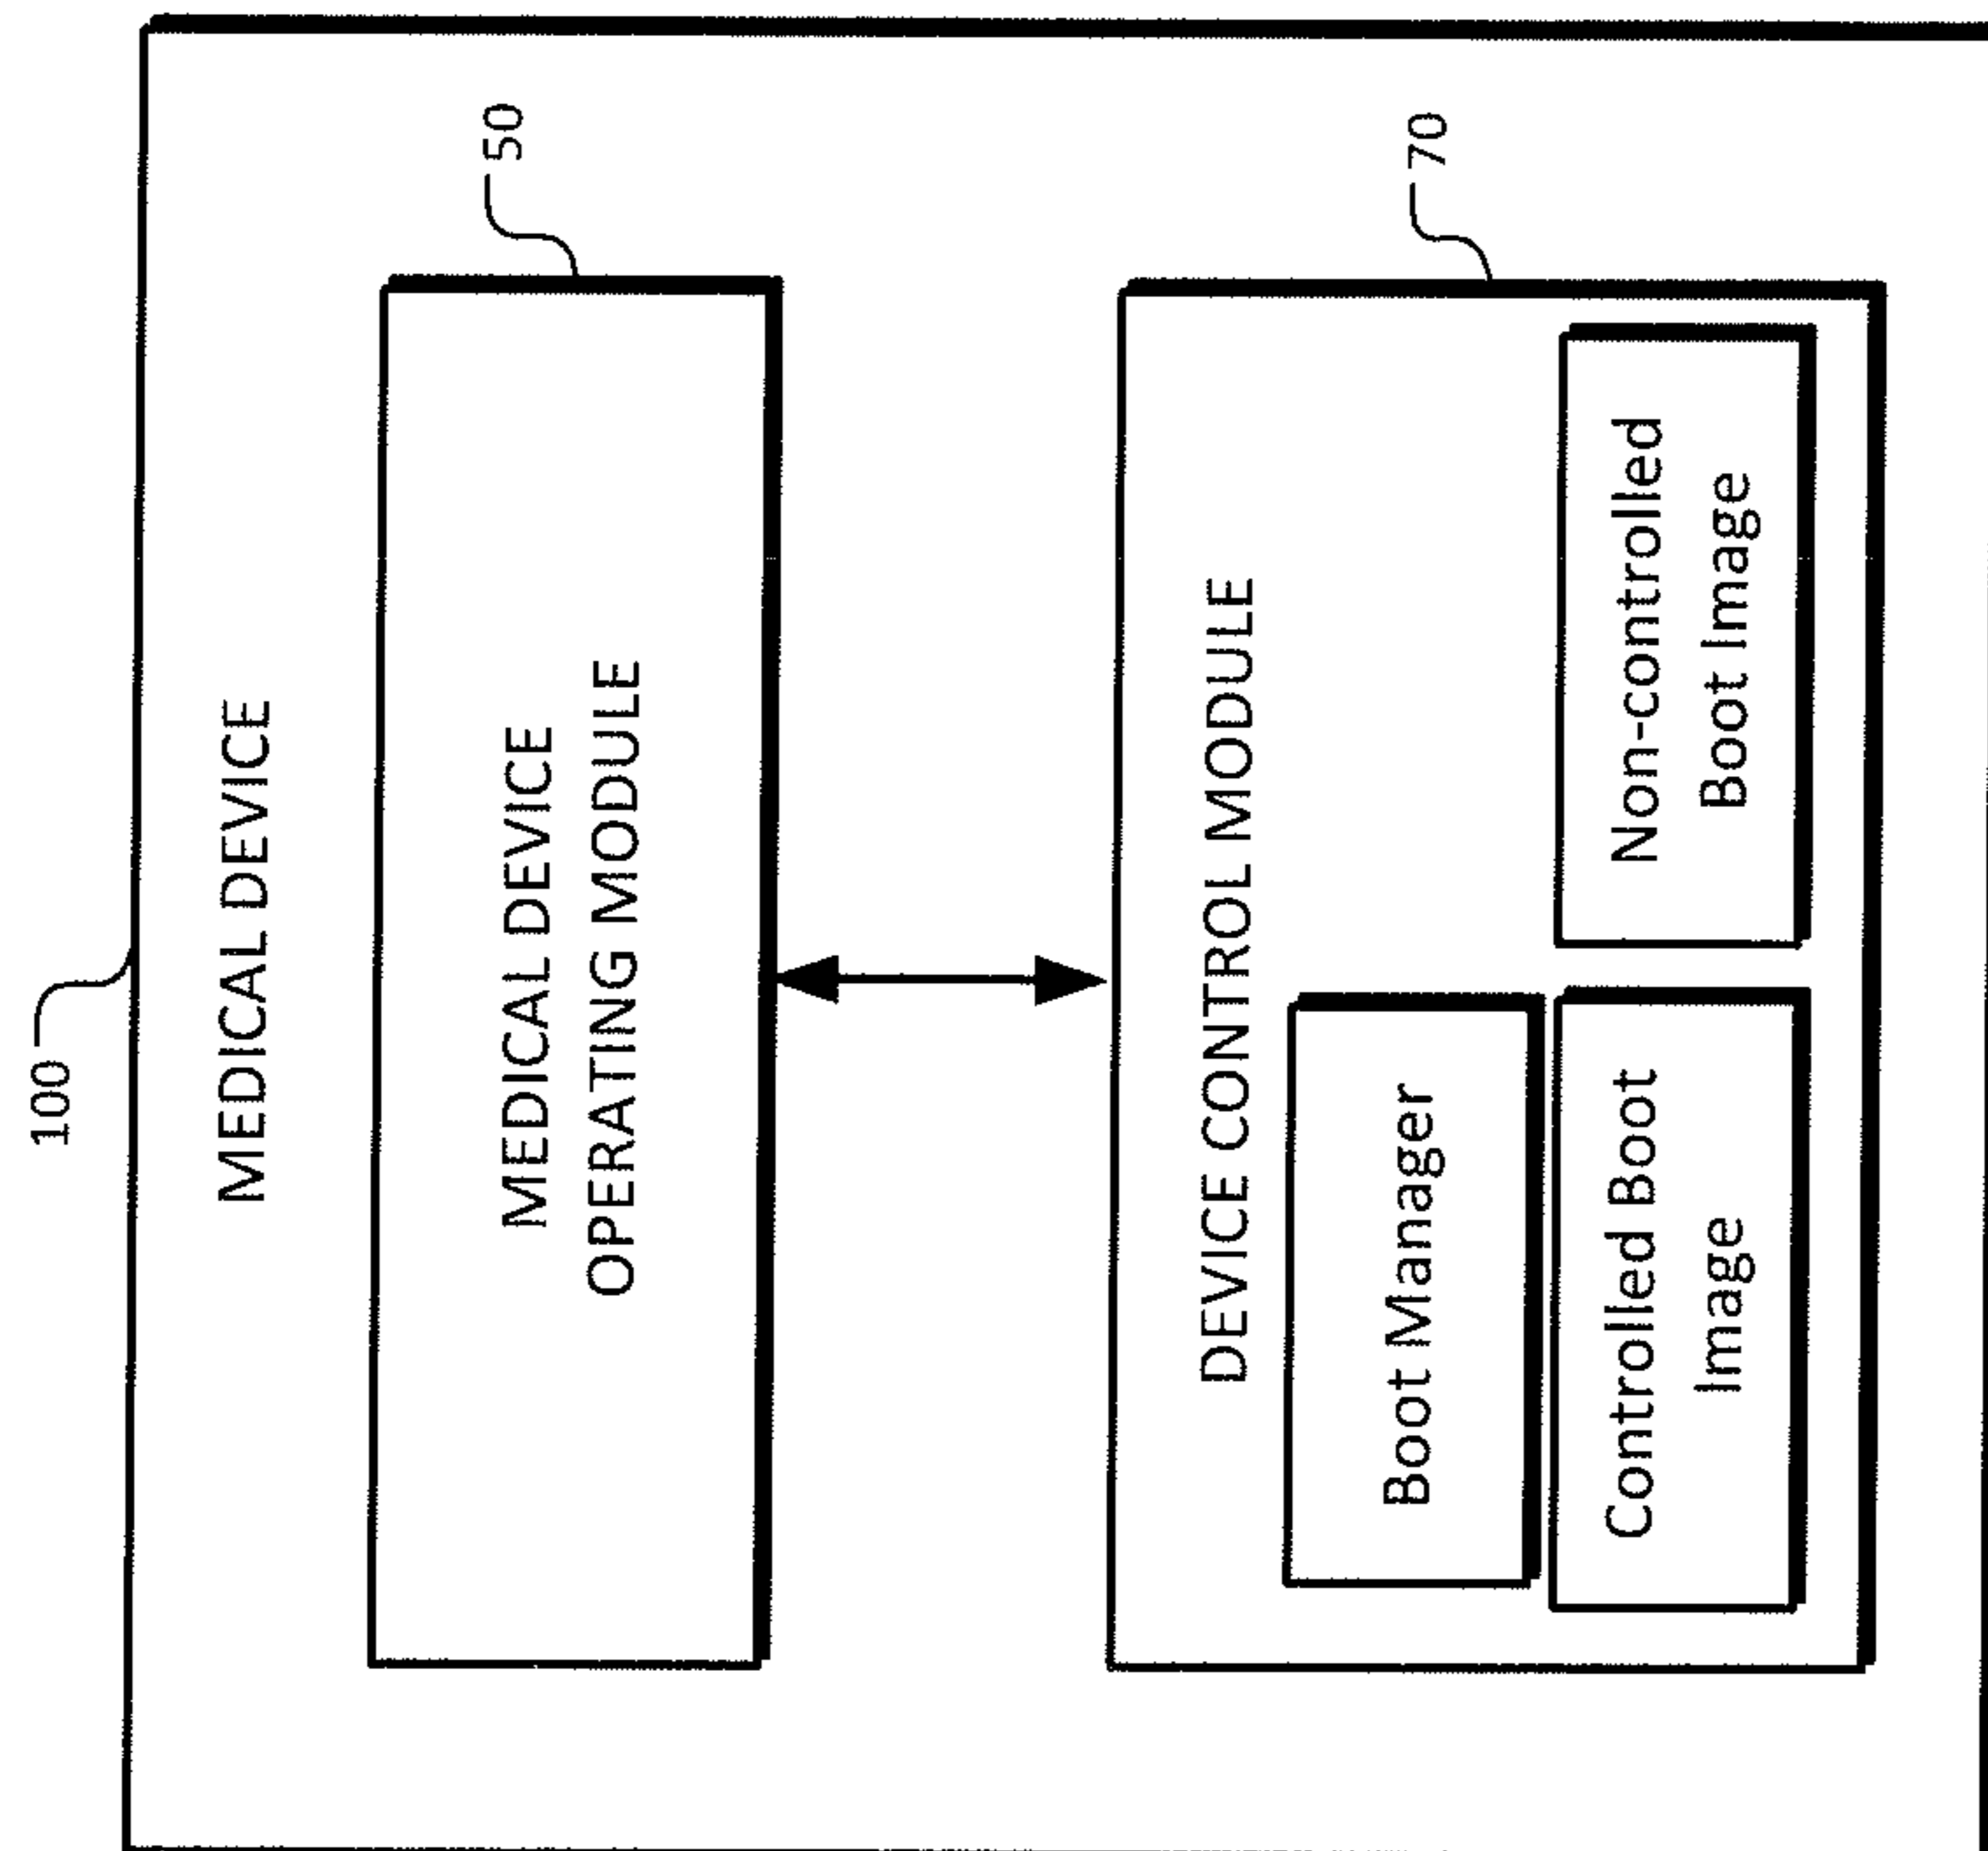 100
MEDICAL DEVICE
50
MEDICAL DEVICE
OPERATING MODULE
70
DEVICE CONTROL MODULE
Boot Manager
Controlled Boot
Image
Non-controlled
Boot Image